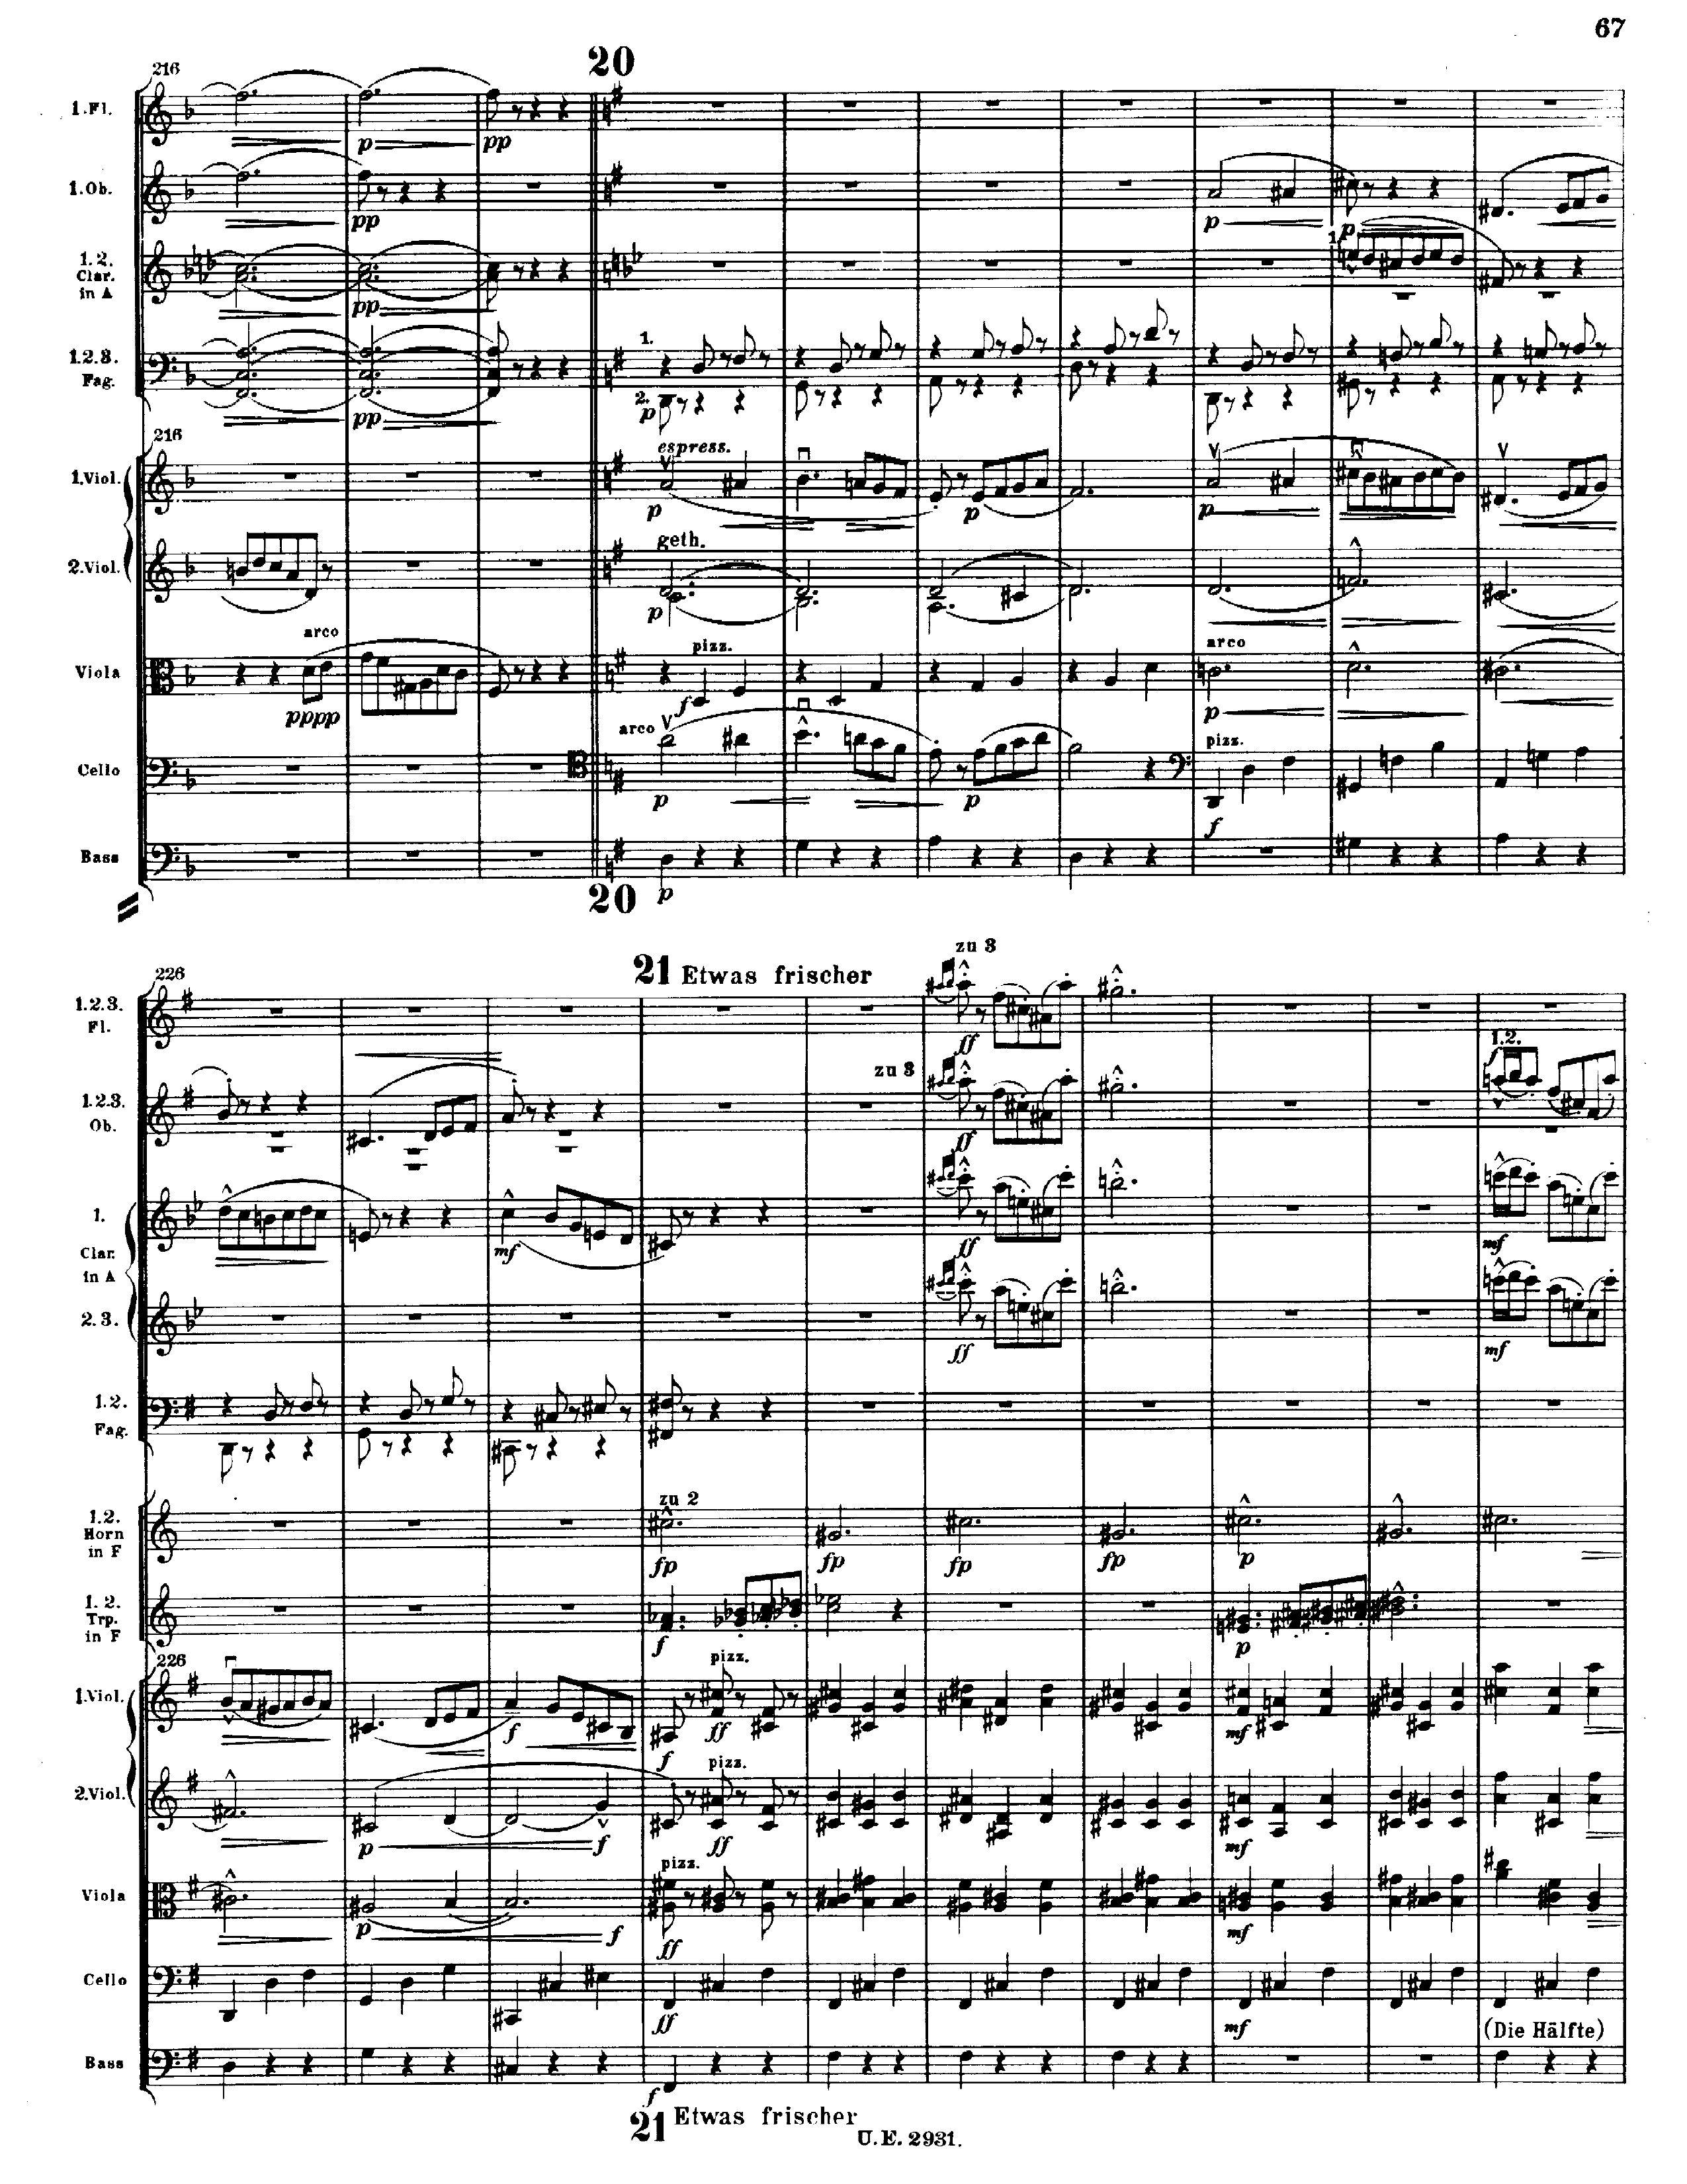 67
216
20
1.Fl.
p
pp
1.Ob.
pp
p
p
1.2.
Clar.
in A
pp
1.
1.2.3.
Fag.
pp
1.
2.
p
216
1.Viol.
espress.
p
p
p
2.Viol.
geth.
p
Viola
arco
pppp
pizz.
f
arco
p
Cello
arco
p
p
pizz.
f
Bass
p
20
226
21 Etwas frischer
zu 3
1.2.3.
Fl.
ff
1.2.3.
Ob.
zu 3
ff
1.2.
f
1.
mf
ff
mf
Clar.
in A
2.3.
ff
mf
1.2.
Fag.
1.2.
Horn
in F
zu 2
fp
fp
fp
fp
p
1. 2.
Trp.
in F
f
p
226
1.Viol.
f
f
pizz.
ff
mf
2.Viol.
p
f
pizz.
ff
mf
Viola
p
f
pizz.
ff
mf
Cello
ff
mf
(Die Hälfte)
Bass
f
21 Etwas frischer
U.E. 2931.